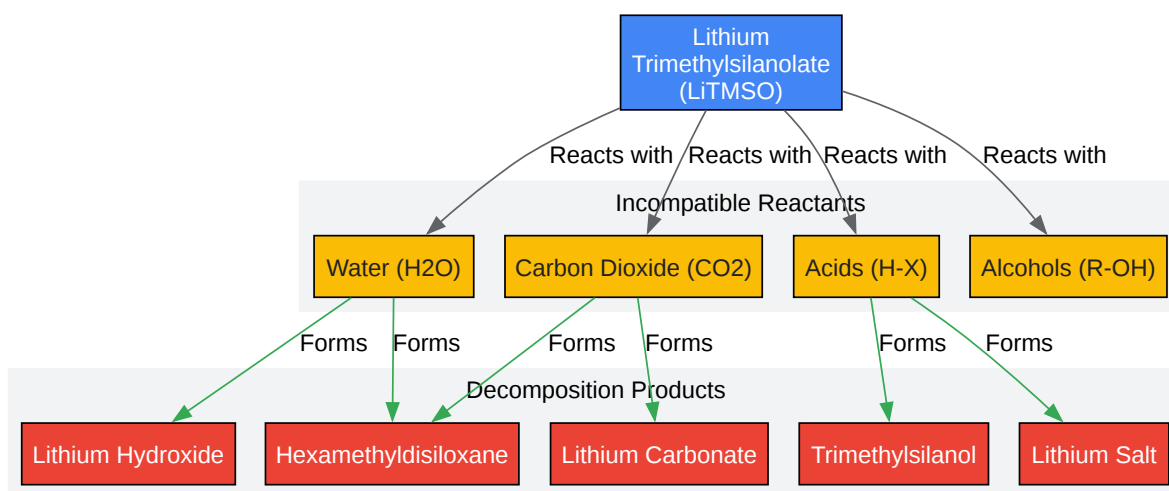 Lithium
Trimethylsilanolate
(LiTMSO)
Reacts with
Reacts with
Reacts with
Reacts with
Incompatible Reactants
Water (H2O)
Carbon Dioxide (CO2)
Acids (H-X)
Alcohols (R-OH)
Forms
Forms
Forms
Forms
Forms
Forms
Decomposition Products
Lithium Hydroxide
Hexamethyldisiloxane
Lithium Carbonate
Trimethylsilanol
Lithium Salt